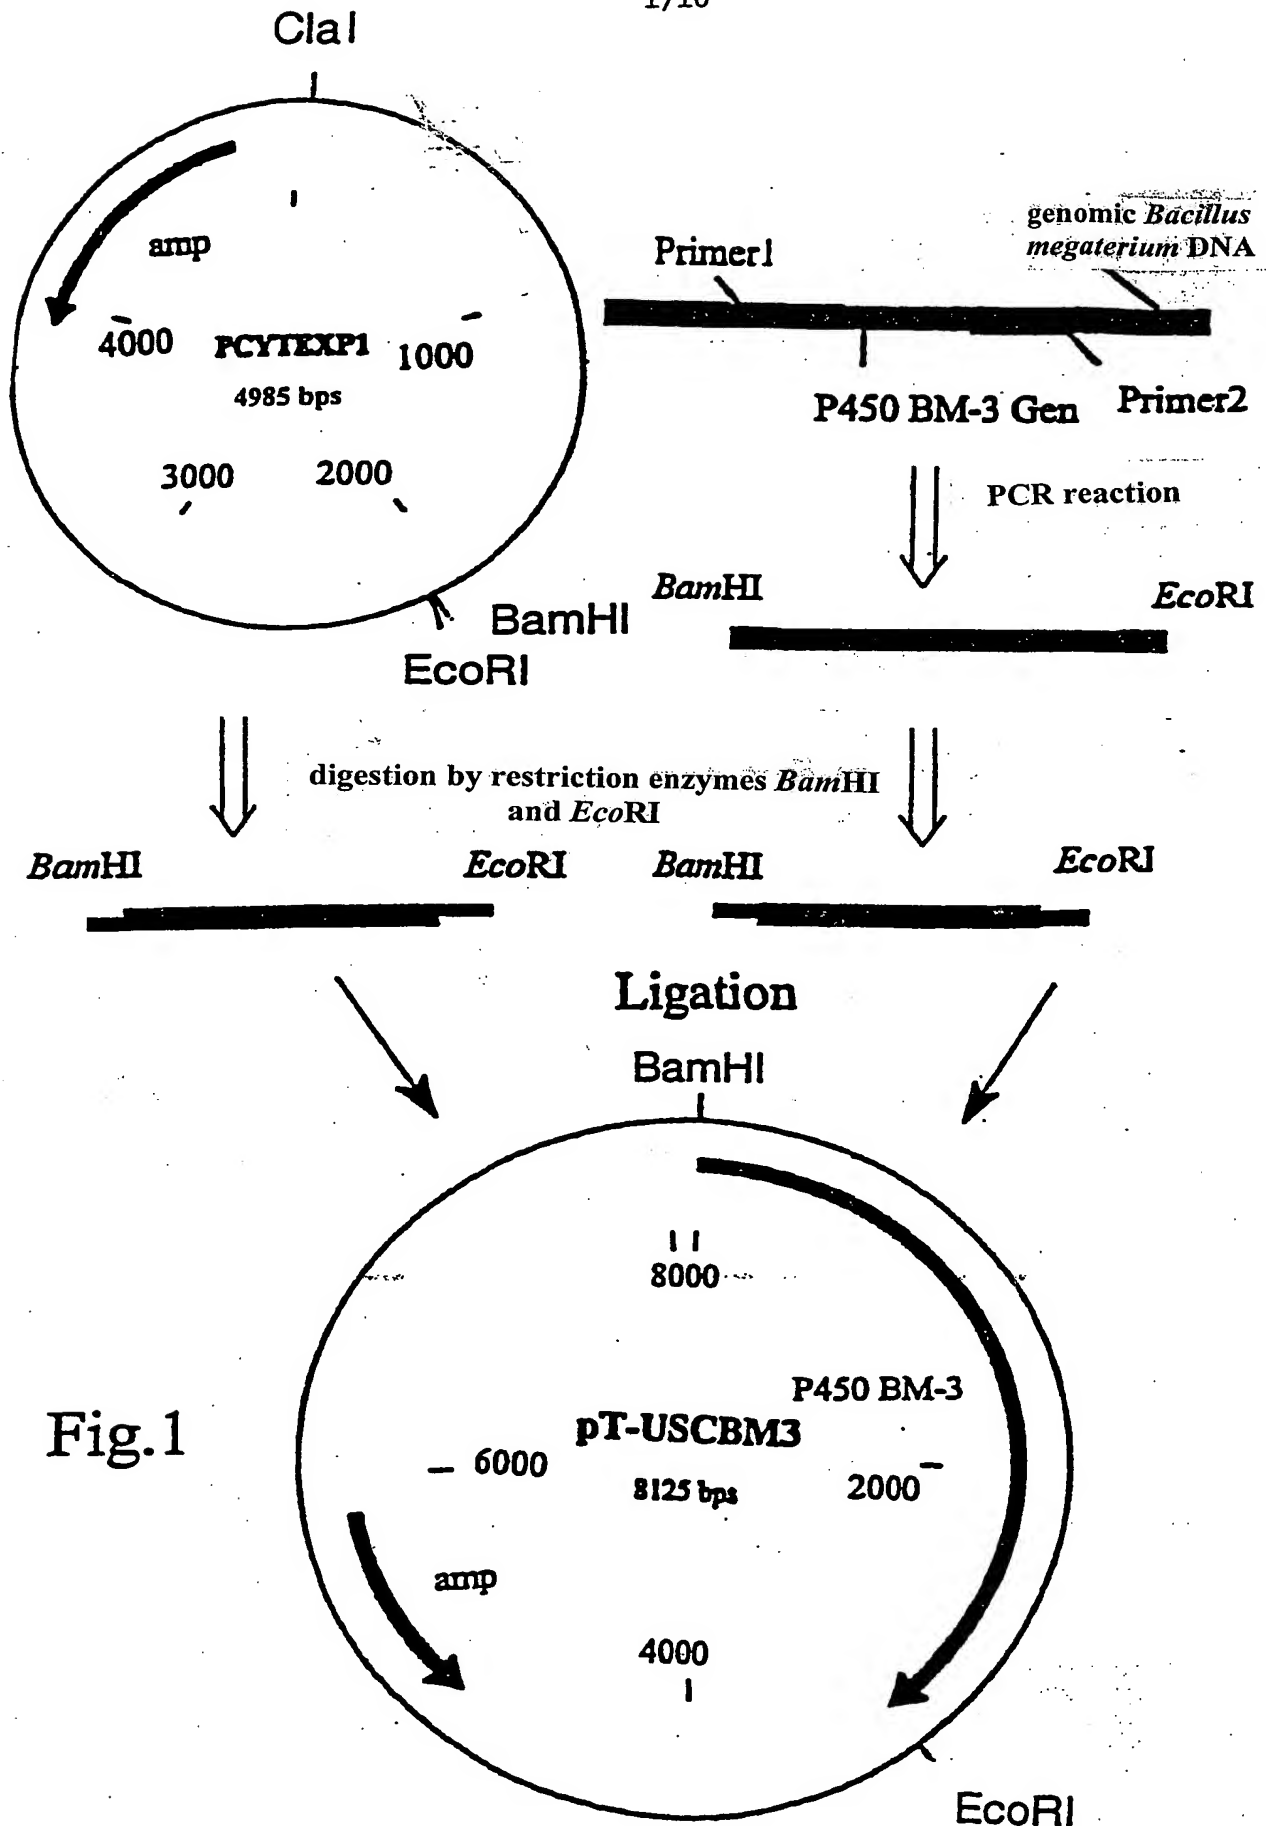 1/10
ClaI
amp
4000
PCYTEXP1
1000
4985 bps
3000
2000
BamHI
EcoRI
genomic Bacillus
megaterium DNA
Primer1
P450 BM-3 Gen
Primer2
PCR reaction
BamHI
EcoRI
digestion by restriction enzymes BamHI
and EcoRI
BamHI
EcoRI
BamHI
EcoRI
Ligation
BamHI
8000
P450 BM-3
pT-USCBM3
6000
8125 bps
2000
amp
4000
EcoRI
Fig.1